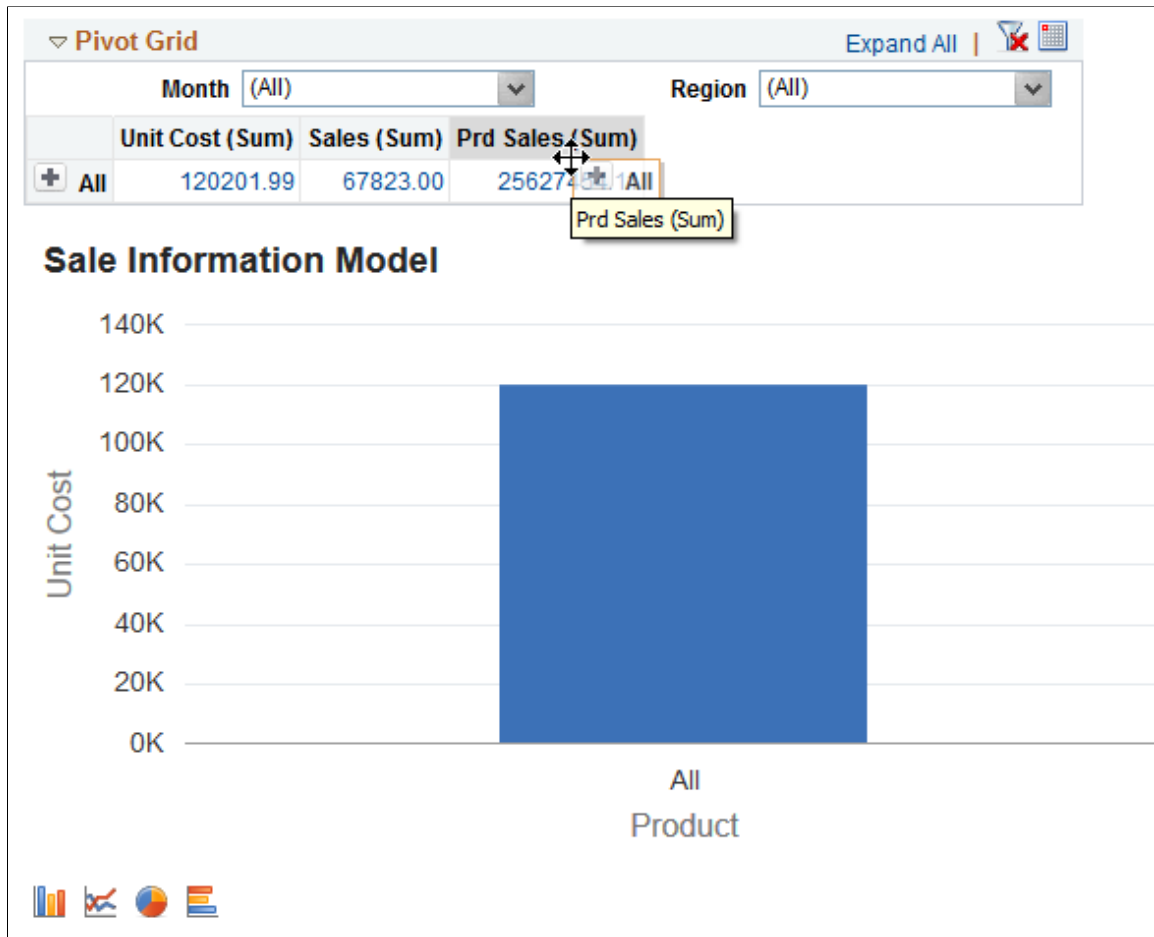 Pivot Grid Expand All |
Month (All) Region (All)
Unit Cost (Sum) Sales (Sum) Prd Sales (Sum)
All 120201.99 67823.00 All
Prd Sales (Sum)
Sale Information Model
140K
120K
100K
80K
60K
40K
20K
0K
Unit Cost
All
Product